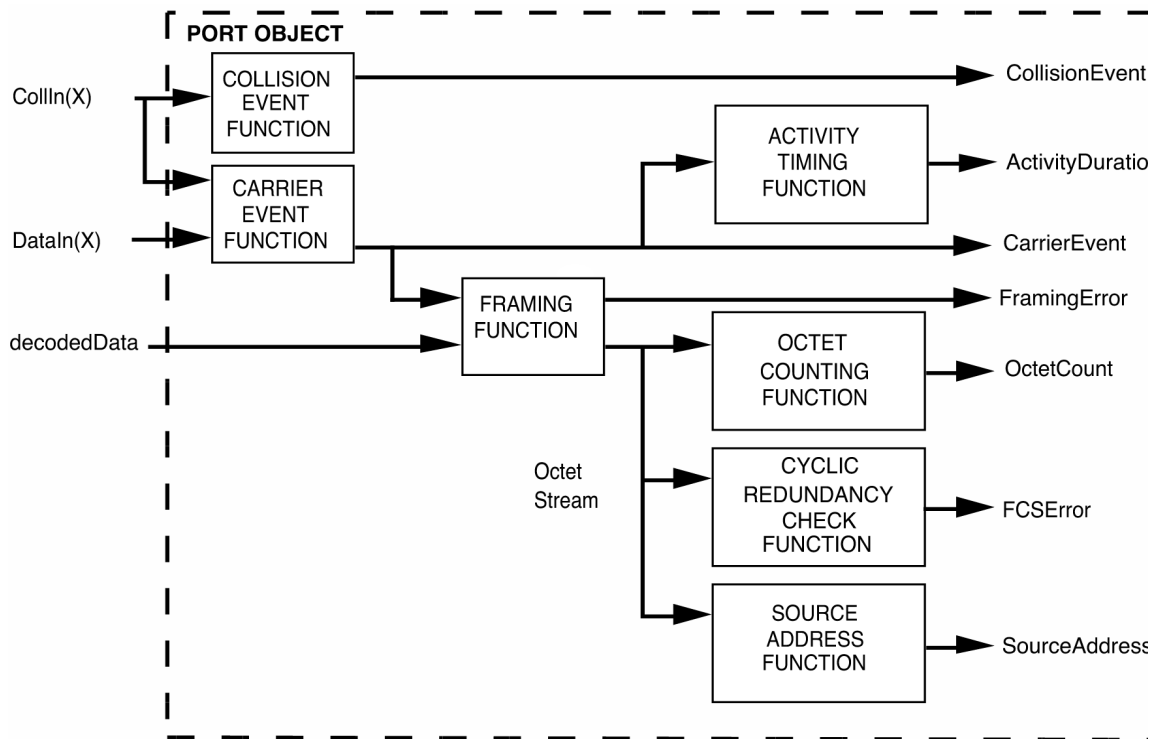 PORT OBJECT
CollIn(X)
COLLISION
EVENT
FUNCTION
CollisionEvent
CARRIER
EVENT
FUNCTION
DataIn(X)
ACTIVITY
TIMING
FUNCTION
ActivityDuratio
CarrierEvent
FRAMING
FUNCTION
FramingError
decodedData
OCTET
COUNTING
FUNCTION
OctetCount
Octet
Stream
CYCLIC
REDUNDANCY
CHECK
FUNCTION
FCSError
SOURCE
ADDRESS
FUNCTION
SourceAddress